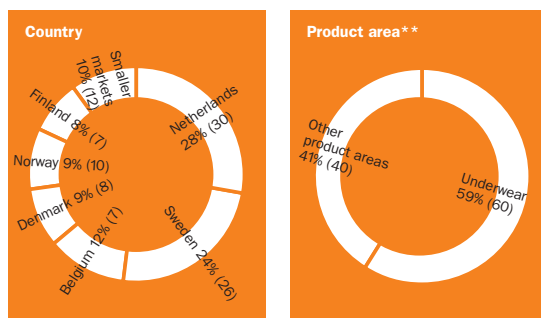 Country
Netherlands
28% (30)
Sweden 24% (26)
Belgium 12% (7)
Denmark 9% (8)
Norway 9% (10)
Finland 8% (7)
Smaller
markets
10% (12)
Product area**
Underwear
59% (60)
Other
product areas
41% (40)